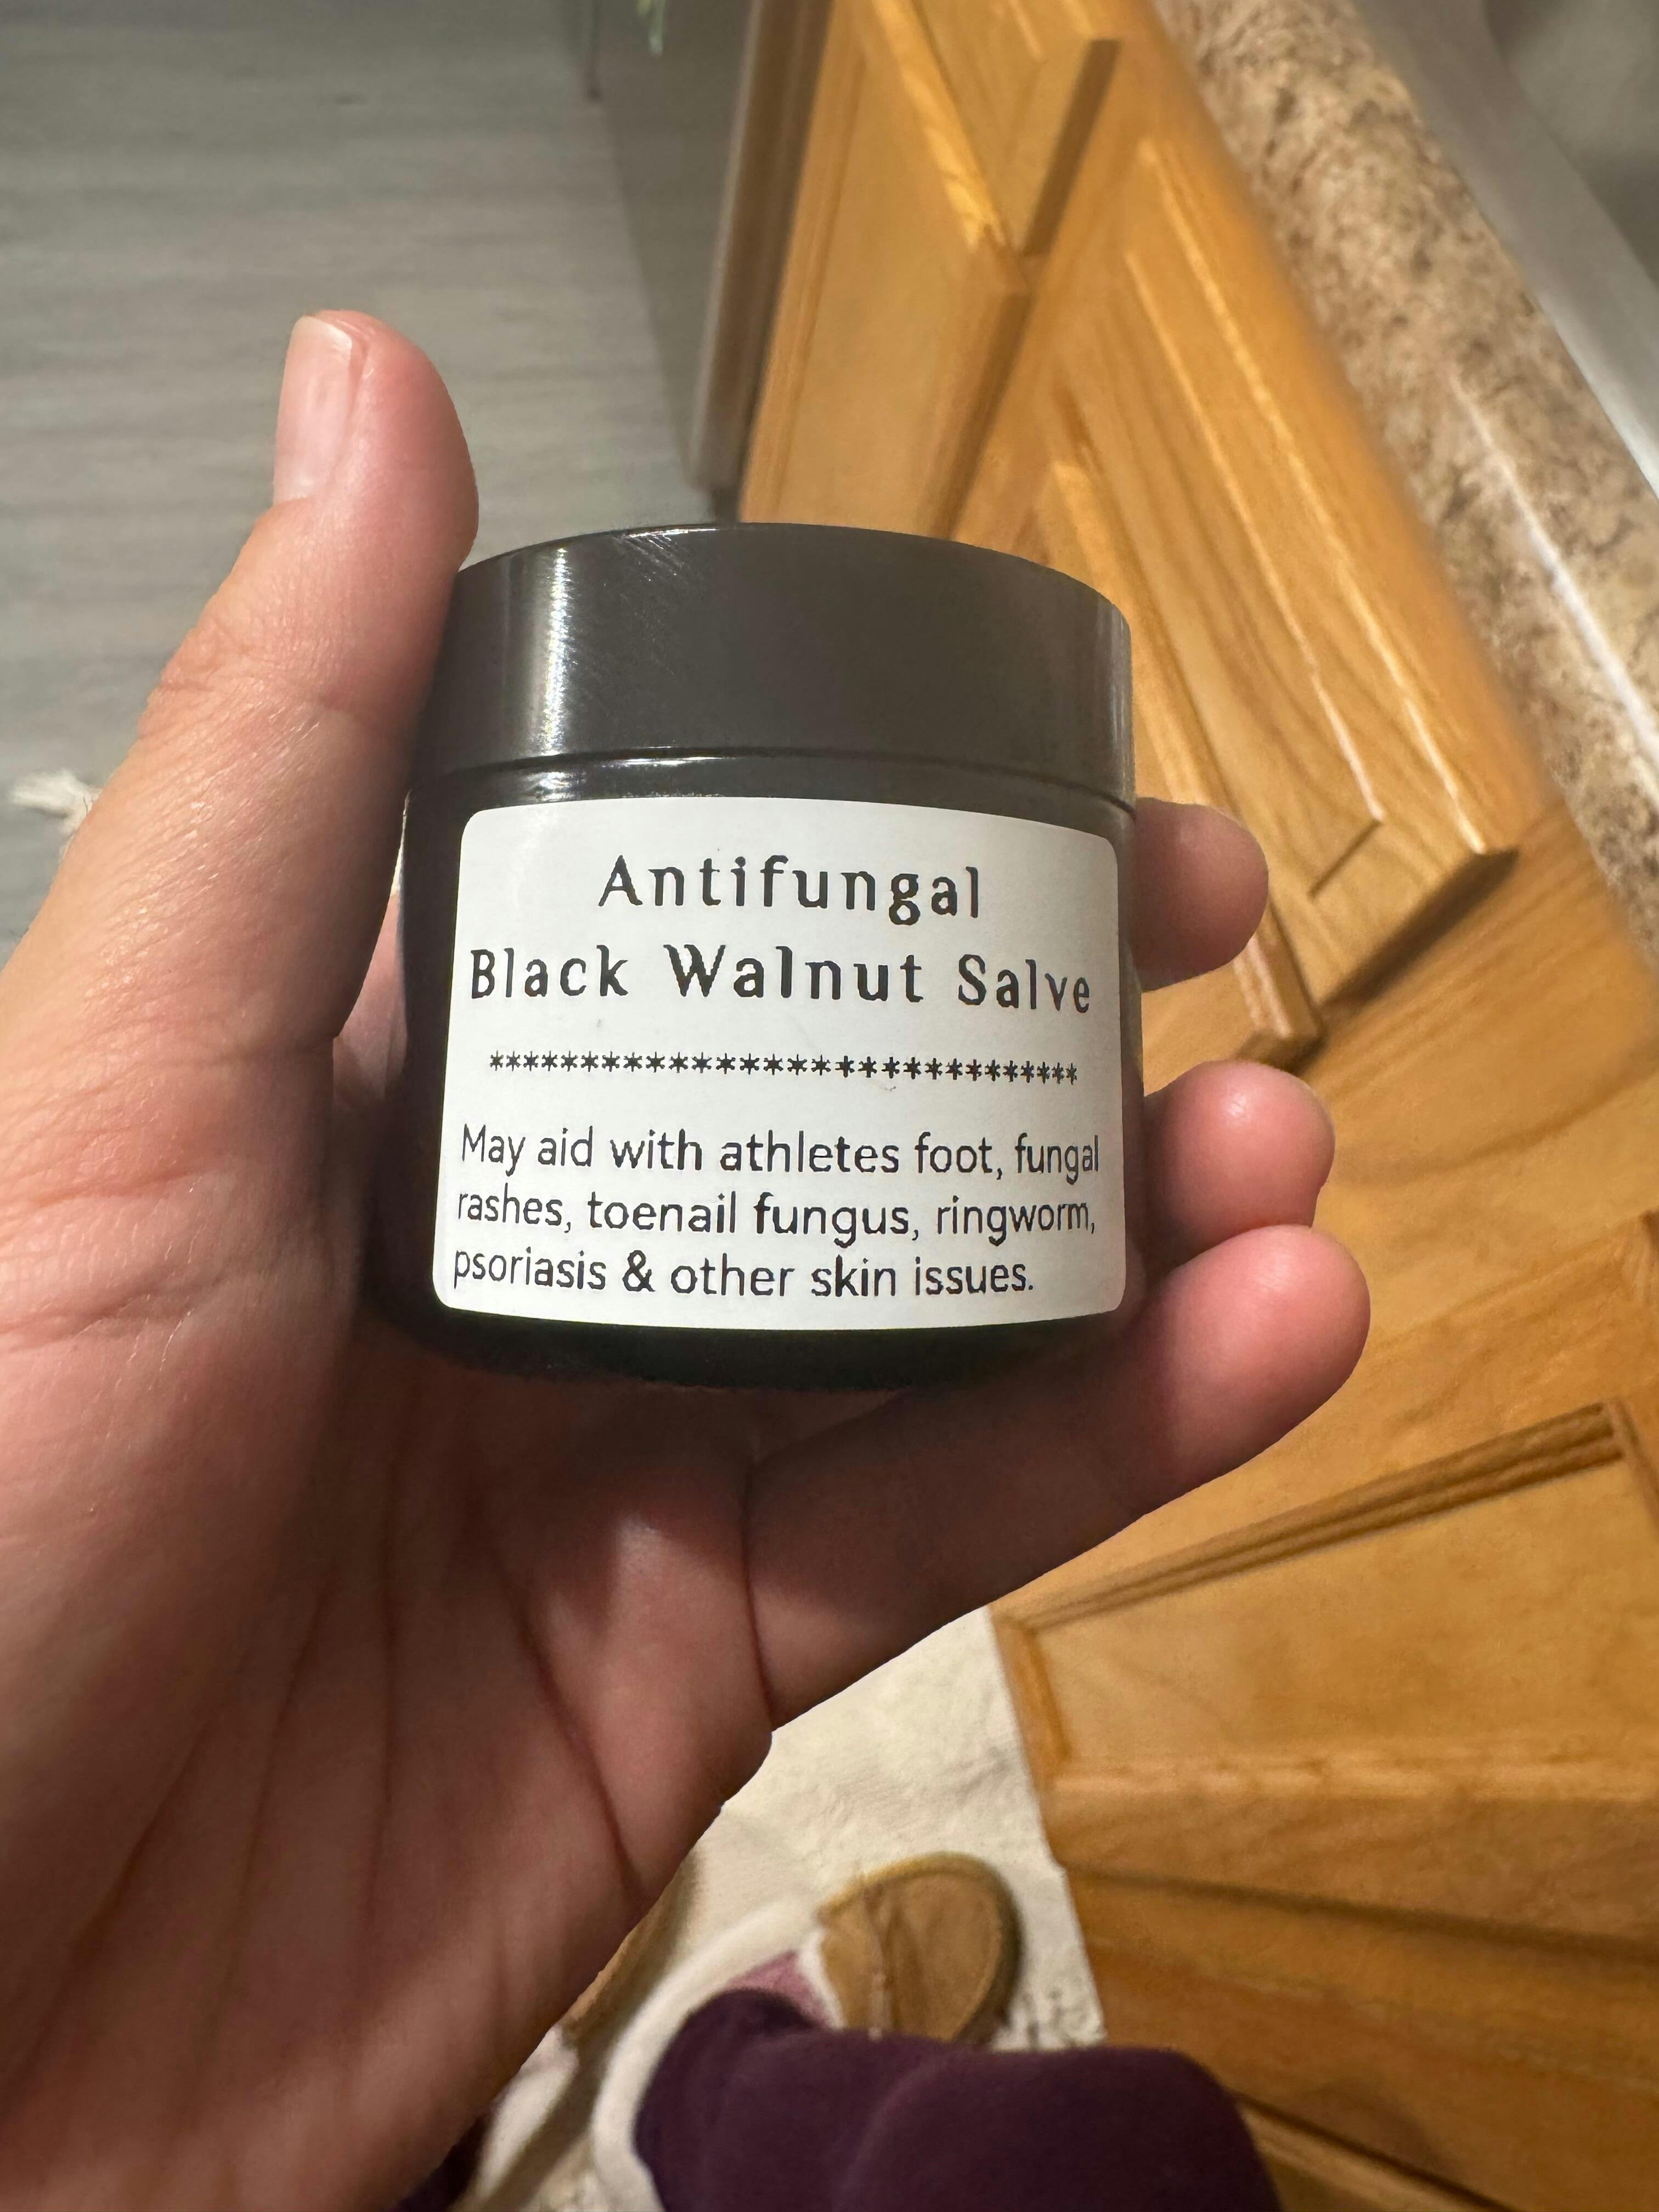 Antifungal
Black Walnut Salve
******************************
May aid with athletes foot, fungal
rashes, toenail fungus, ringworm,
psoriasis & other skin issues.